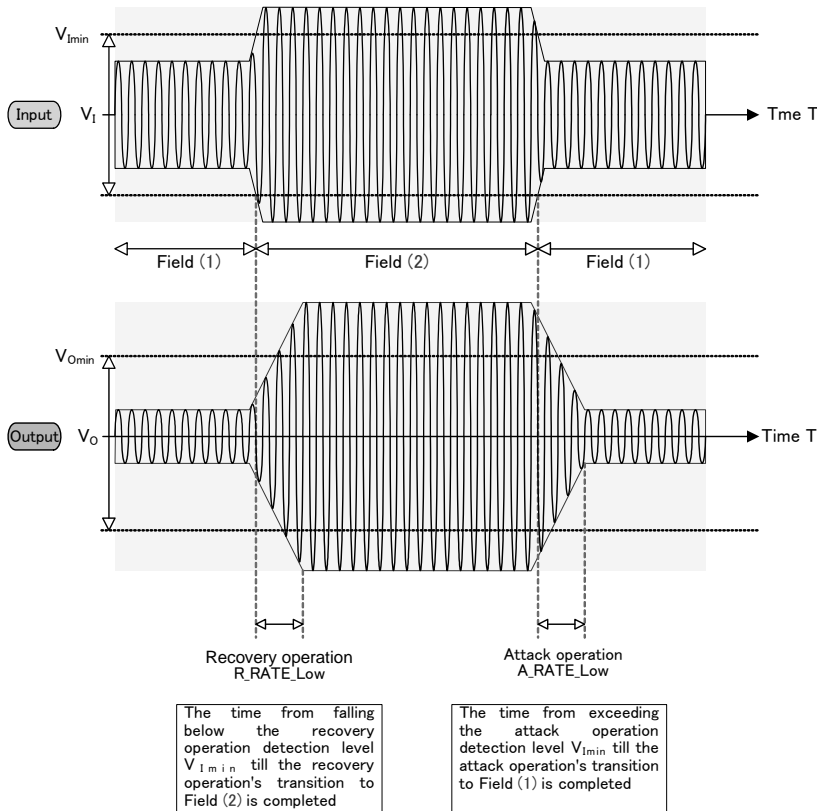 VImin
Input
VI
Tme T
Field (1)
Field (2)
Field (1)
VOmin
Output
VO
Time T
Recovery operation
R_RATE_Low
Attack operation
A_RATE_Low
The time from falling
below the recovery
operation detection level
V I m i n till the recovery
operation's transition to
Field (2) is completed
The time from exceeding
the attack operation
detection level VImin till the
attack operation's transition
to Field (1) is completed